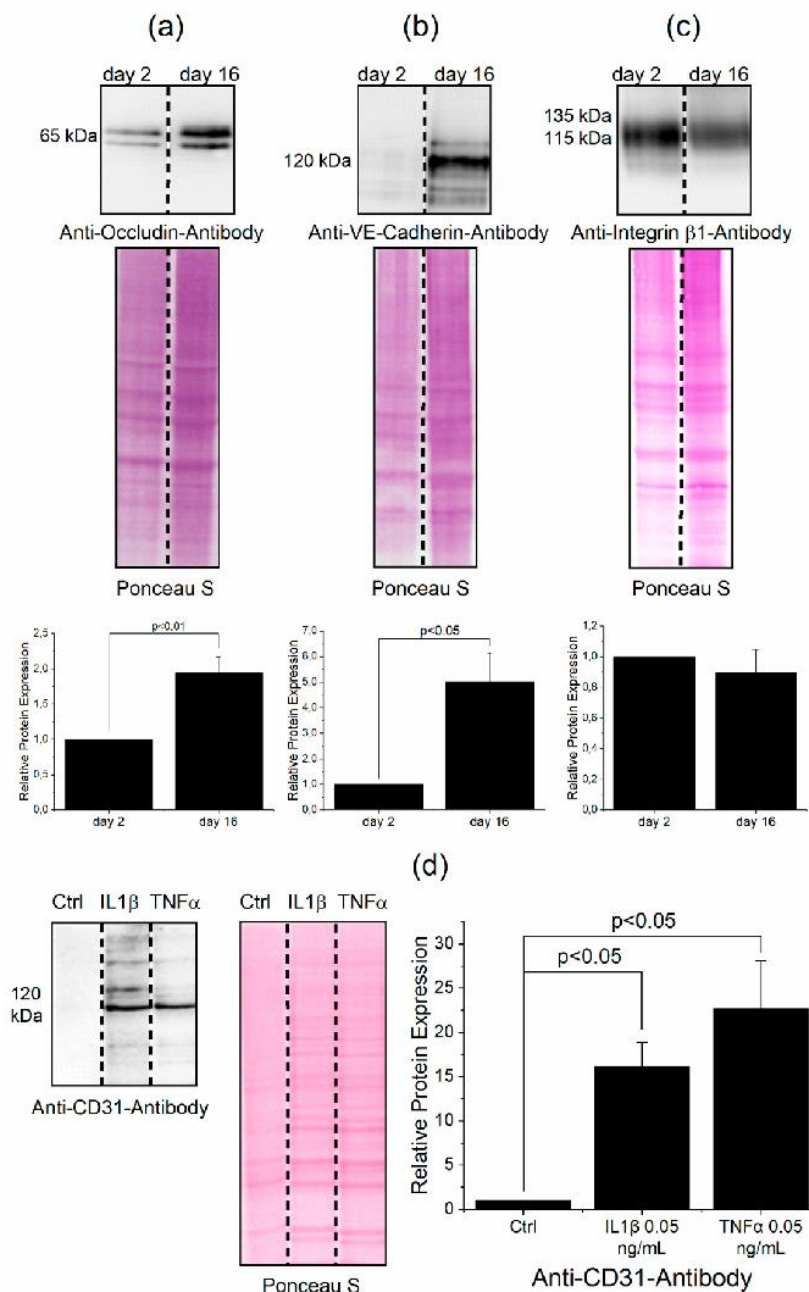 (a) (b) (c)
day 2 day 16 day 2 day 16 day 2 day 16
65 kDa
120 kDa
135 kDa
115 kDa
Anti-Occludin-Antibody Anti-VE-Cadherin-Antibody Anti-Integrin β1-Antibody
Ponceau S Ponceau S Ponceau S
Relative Protein Expression
2,5
2,0
1,5
1,0
0,5
0,0
p<0,01
day 2 day 16
Relative Protein Expression
7,0
6,0
5,0
4,0
3,0
2,0
1,0
0,0
p<0.05
day 2 day 16
Relative Protein Expression
1,2
1,0
0,8
0,6
0,4
0,2
0,0
day 2 day 16
(d)
Ctrl IL1β TNFα
120
kDa
Anti-CD31-Antibody
Ctrl IL1β TNFα
Ponceau S
Relative Protein Expression
30
25
20
15
10
5
0
p<0.05
p<0.05
Ctrl IL1β 0.05 TNFα 0.05
ng/mL ng/mL
Anti-CD31-Antibody